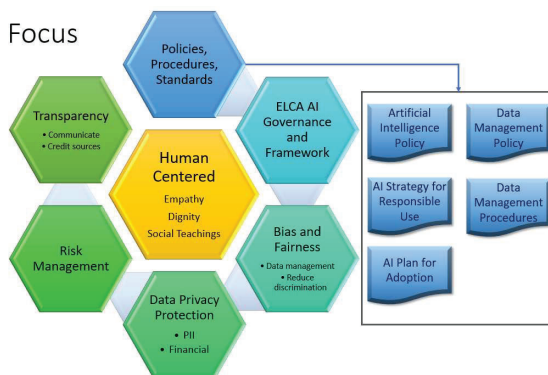 Focus
Policies,
Procedures,
Standards
Transparency
• Communicate
• Credit sources
ELCA AI
Governance
and
Framework
Human
Centered
Empathy
Dignity
Social Teachings
Risk
Management
Bias and
Fairness
• Data management
• Reduce
discrimination
Data Privacy
Protection
• PII
• Financial
Artificial
Intelligence
Policy
Data
Management
Policy
AI Strategy for
Responsible
Use
Data
Management
Procedures
AI Plan for
Adoption